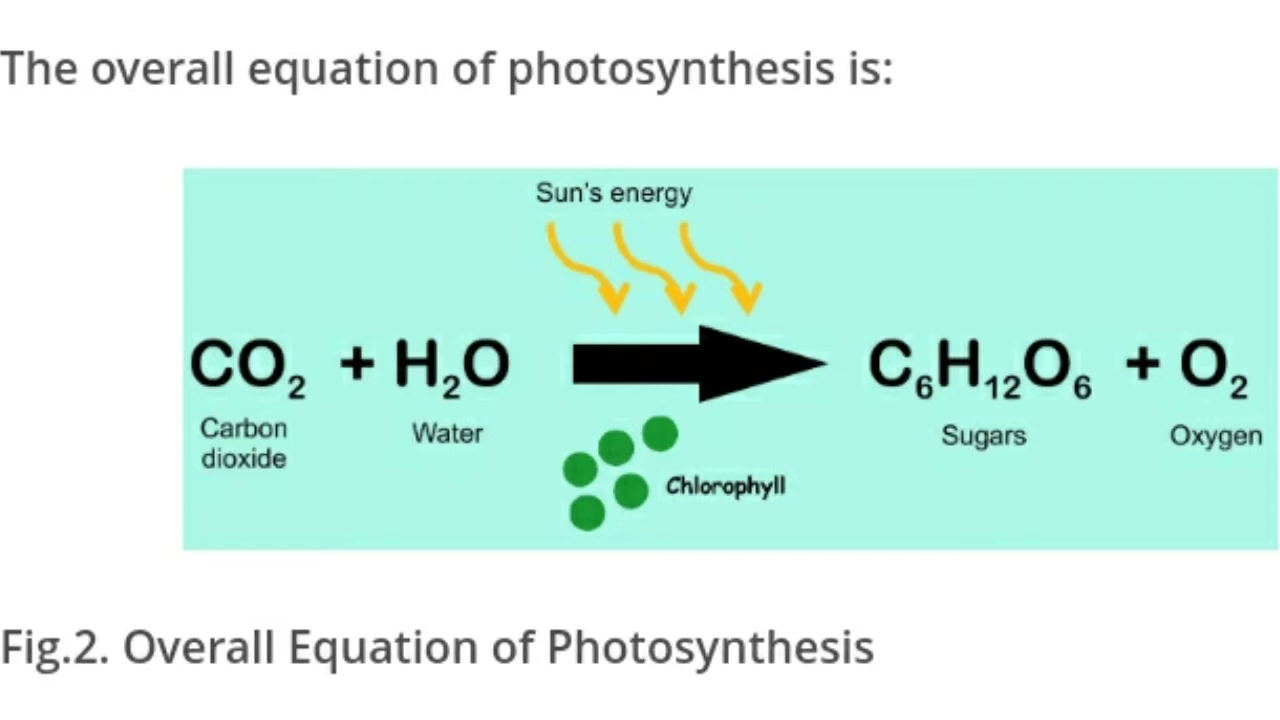 The overall equation of photosynthesis is:
Sun's energy
CO₂ + H₂O C₆H₁₂O₆ + O₂
Carbon dioxide Water Sugars Oxygen
Chlorophyll
Fig.2. Overall Equation of Photosynthesis